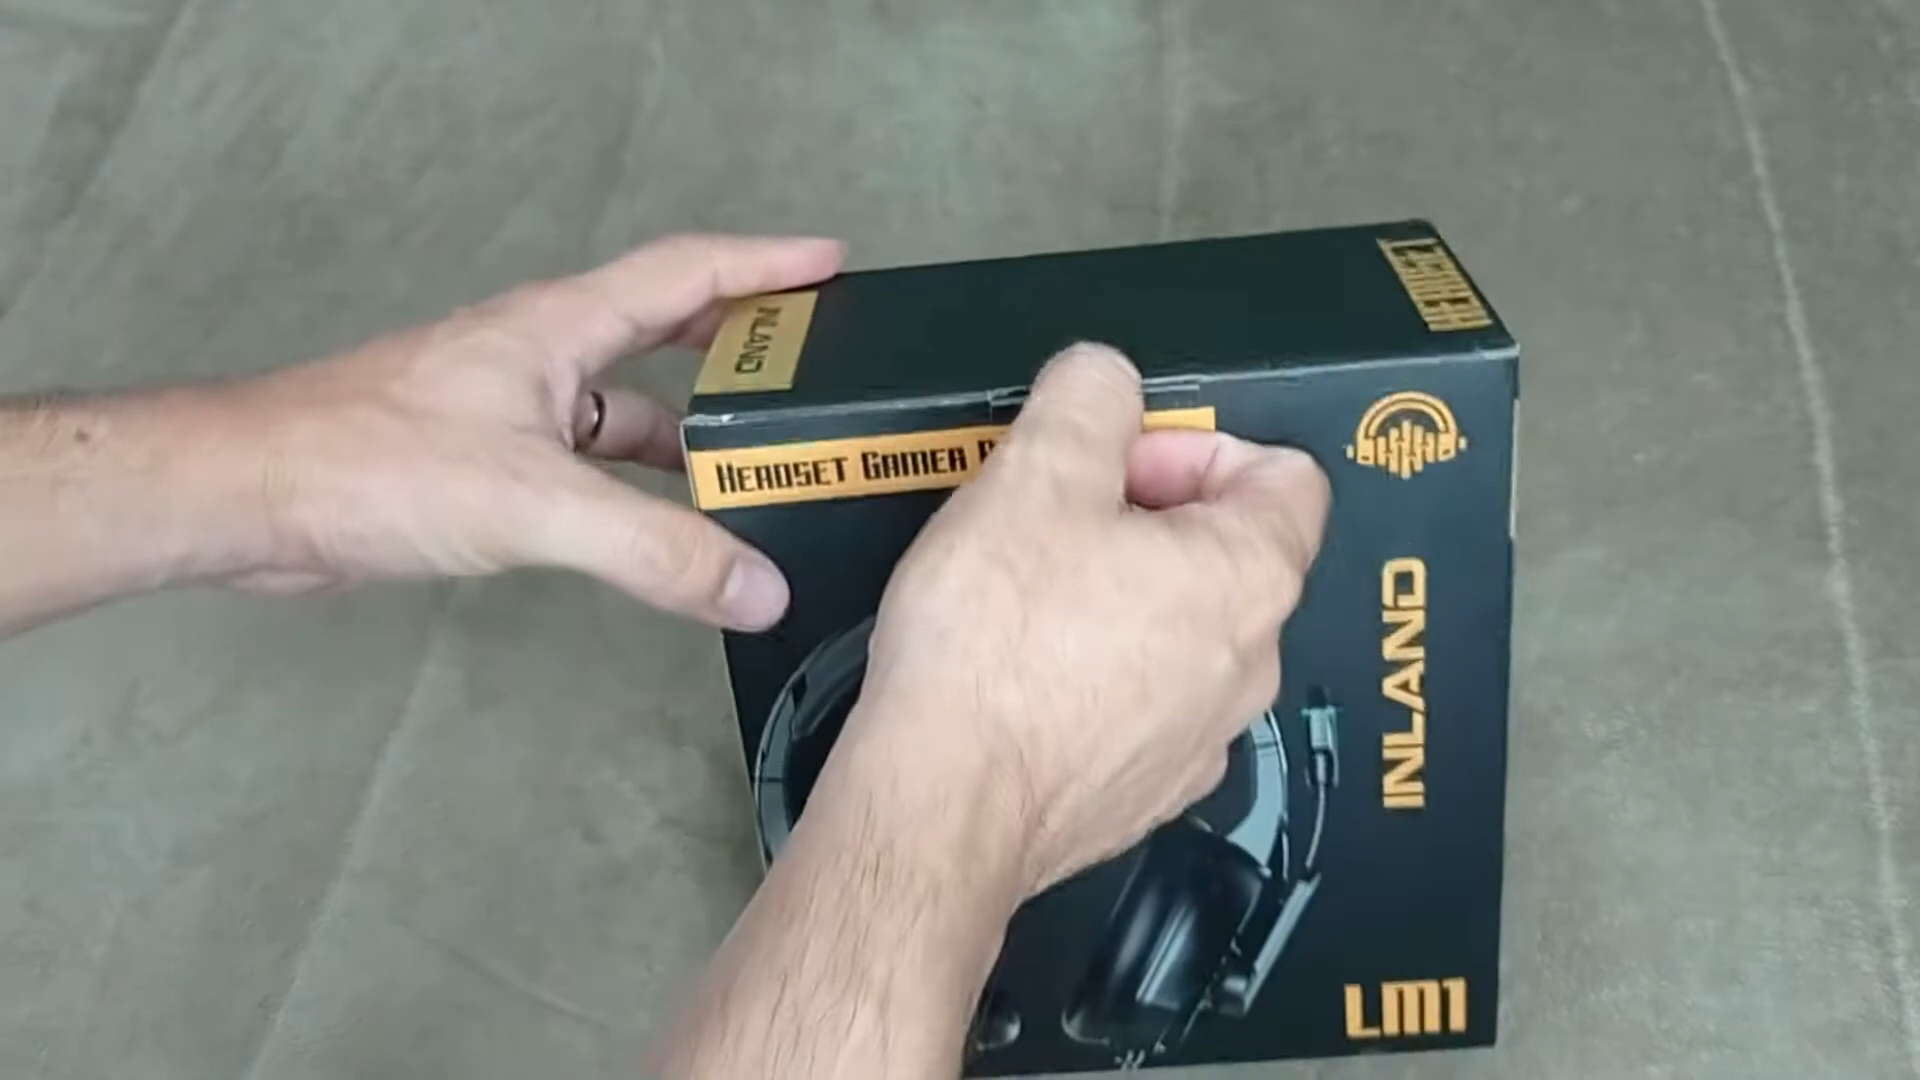 INLAND
HEADSET
HEADSET GAMER
INLAND
LM1